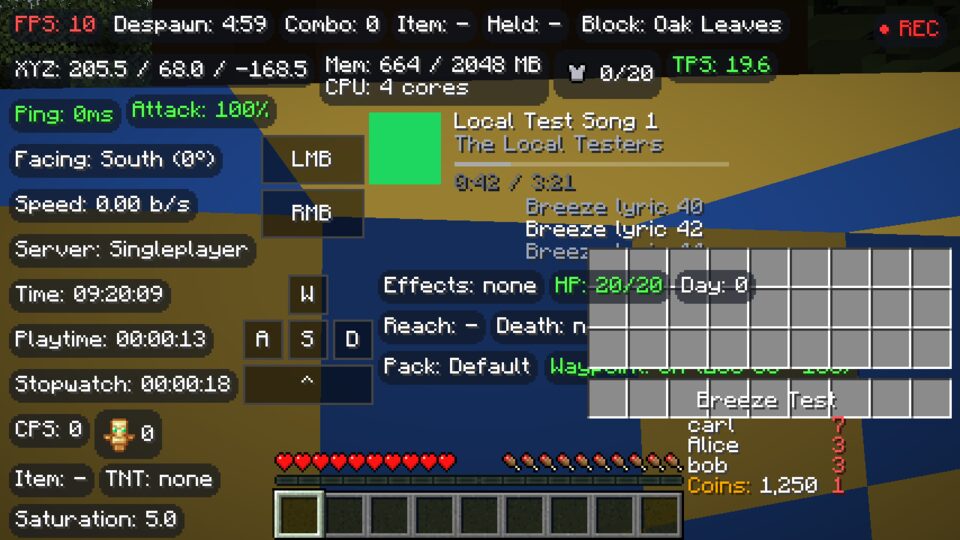 FPS: 10 Despawn: 4:59 Combo: 0 Item: - Held: - Block: Oak Leaves
REC
XYZ: 205.5 / 68.0 / -168.5
Mem: 664 / 2048 MB
CPU: 4 cores
0/20
TPS: 19.6
Ping: 0ms
Attack: 100%
Local Test Song 1
The Local Testers
0:42 / 3:21
Breeze lyric 40
Breeze lyric 42
Facing: South (0°)
LMB
RMB
Speed: 0.00 b/s
Server: Singleplayer
Time: 09:20:09
W
Effects: none HP: 20/20 Day: 0
Playtime: 00:00:13
A S D
Reach: - Death:
Stopwatch: 00:00:18
^
Pack: Default
Breeze Test
CPS: 0
0
carl 7
Alice 3
bob 3
Coins: 1,250 1
Item: - TNT: none
Saturation: 5.0